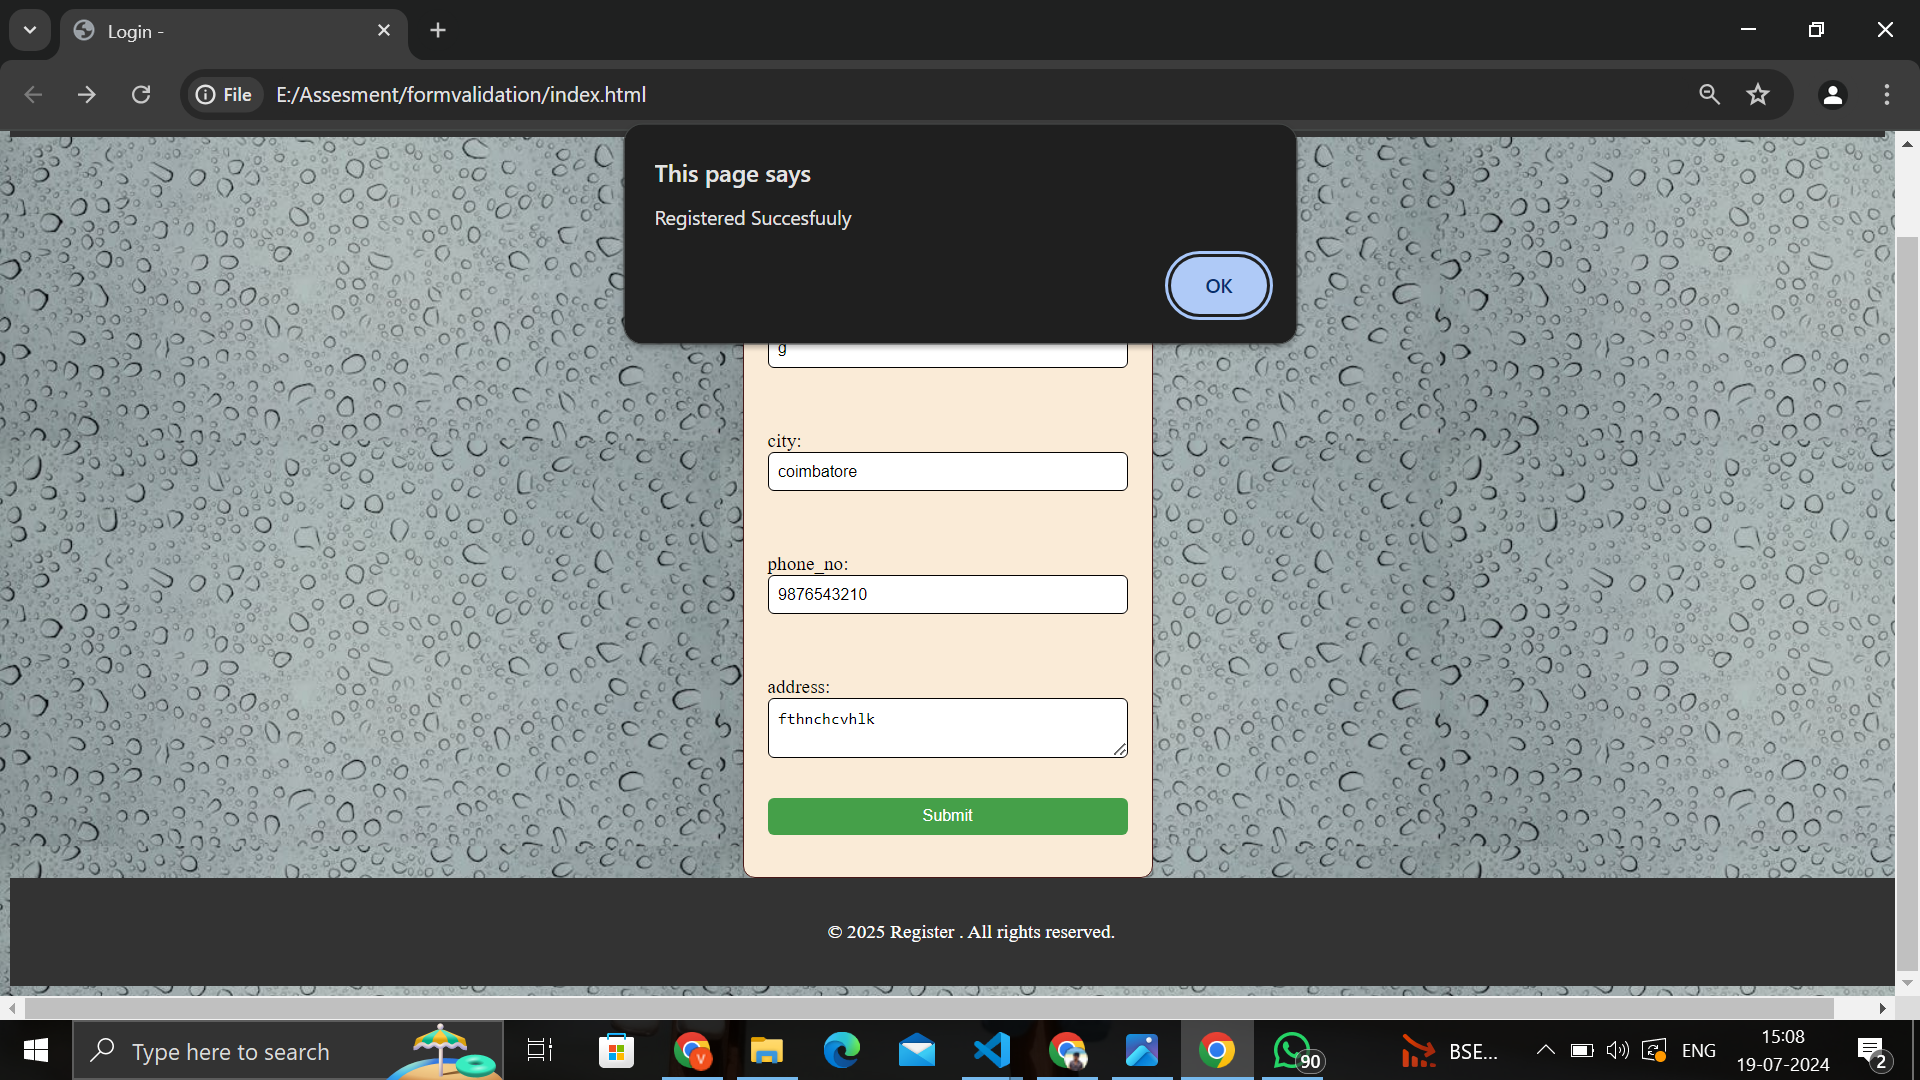 Login -
File
E:/Assesment/formvalidation/index.html
This page says
Registered Succesfuuly
OK
g
city:
coimbatore
phone_no:
9876543210
address:
fthnchcvhlk
Submit
© 2025 Register . All rights reserved.
Type here to search
V
90
BSE...
ENG
15:08
19-07-2024
2